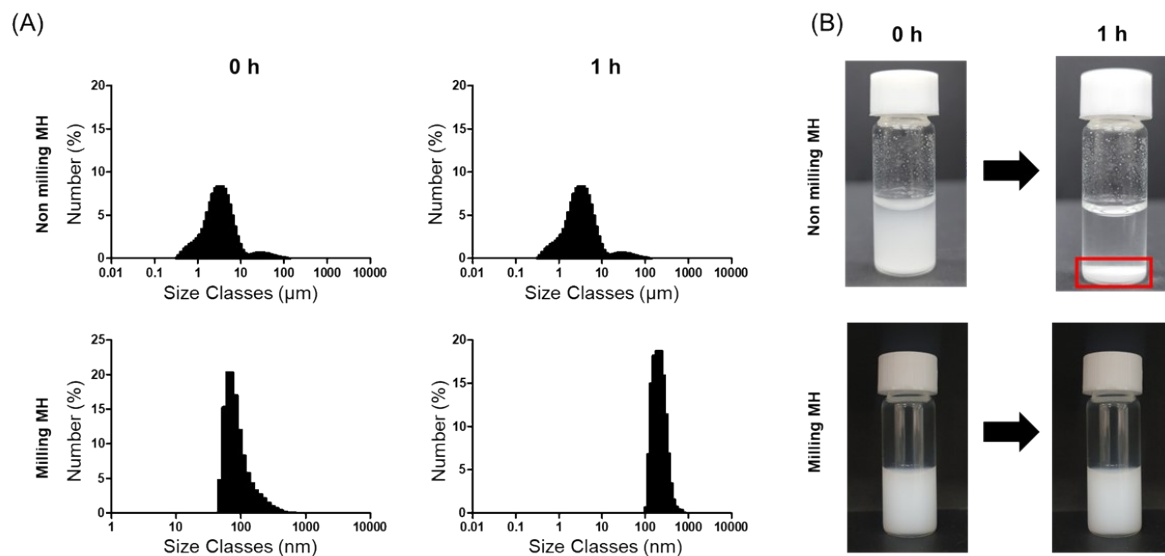 (A)
0 h
1 h
Non milling MH
Number (%)
20
15
10
5
0
0.01 0.1 1 10 100 1000 10000
Size Classes (µm)
Number (%)
20
15
10
5
0
0.01 0.1 1 10 100 1000 10000
Size Classes (µm)
Milling MH
Number (%)
25
20
15
10
5
0
1 10 100 1000 10000
Size Classes (nm)
Number (%)
20
15
10
5
0
0.01 0.1 1 10 100 1000 10000
Size Classes (nm)
(B)
0 h
1 h
Non milling MH
Milling MH